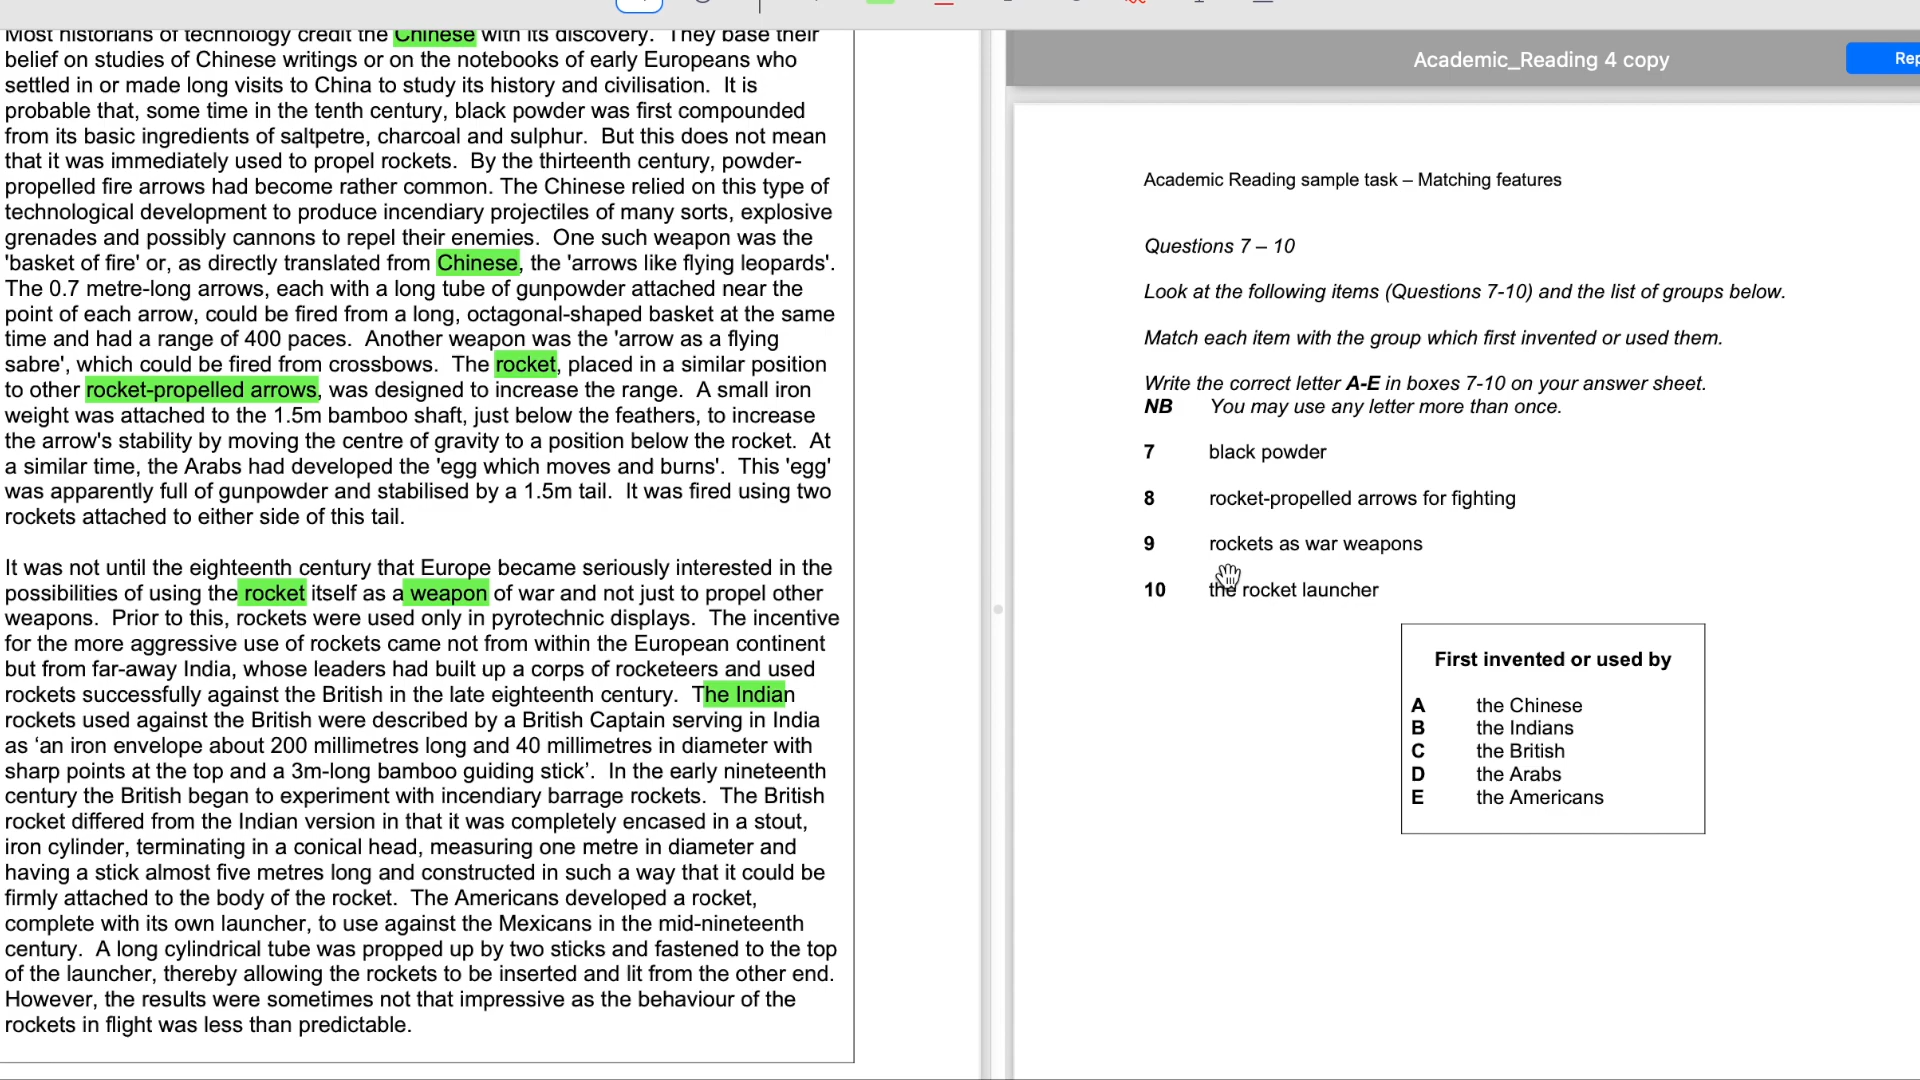 Most historians of technology credit the Chinese with its discovery.  They base their
belief on studies of Chinese writings or on the notebooks of early Europeans who
settled in or made long visits to China to study its history and civilisation.  It is
probable that, some time in the tenth century, black powder was first compounded
from its basic ingredients of saltpetre, charcoal and sulphur.  But this does not mean
that it was immediately used to propel rockets.  By the thirteenth century, powder-
propelled fire arrows had become rather common. The Chinese relied on this type of
technological development to produce incendiary projectiles of many sorts, explosive
grenades and possibly cannons to repel their enemies.  One such weapon was the
'basket of fire' or, as directly translated from Chinese, the 'arrows like flying leopards'.
The 0.7 metre-long arrows, each with a long tube of gunpowder attached near the
point of each arrow, could be fired from a long, octagonal-shaped basket at the same
time and had a range of 400 paces.  Another weapon was the 'arrow as a flying
sabre', which could be fired from crossbows.  The rocket, placed in a similar position
to other rocket-propelled arrows, was designed to increase the range.  A small iron
weight was attached to the 1.5m bamboo shaft, just below the feathers, to increase
the arrow's stability by moving the centre of gravity to a position below the rocket.  At
a similar time, the Arabs had developed the 'egg which moves and burns'.  This 'egg'
was apparently full of gunpowder and stabilised by a 1.5m tail.  It was fired using two
rockets attached to either side of this tail.
It was not until the eighteenth century that Europe became seriously interested in the
possibilities of using the rocket itself as a weapon of war and not just to propel other
weapons.  Prior to this, rockets were used only in pyrotechnic displays.  The incentive
for the more aggressive use of rockets came not from within the European continent
but from far-away India, whose leaders had built up a corps of rocketeers and used
rockets successfully against the British in the late eighteenth century.  The Indian
rockets used against the British were described by a British Captain serving in India
as ‘an iron envelope about 200 millimetres long and 40 millimetres in diameter with
sharp points at the top and a 3m-long bamboo guiding stick’.  In the early nineteenth
century the British began to experiment with incendiary barrage rockets.  The British
rocket differed from the Indian version in that it was completely encased in a stout,
iron cylinder, terminating in a conical head, measuring one metre in diameter and
having a stick almost five metres long and constructed in such a way that it could be
firmly attached to the body of the rocket.  The Americans developed a rocket,
complete with its own launcher, to use against the Mexicans in the mid-nineteenth
century.  A long cylindrical tube was propped up by two sticks and fastened to the top
of the launcher, thereby allowing the rockets to be inserted and lit from the other end.
However, the results were sometimes not that impressive as the behaviour of the
rockets in flight was less than predictable.
Academic_Reading 4 copy
Academic Reading sample task – Matching features
Questions 7 – 10
Look at the following items (Questions 7-10) and the list of groups below.
Match each item with the group which first invented or used them.
Write the correct letter A-E in boxes 7-10 on your answer sheet.
NB You may use any letter more than once.
7 black powder
8 rocket-propelled arrows for fighting
9 rockets as war weapons
10 the rocket launcher
First invented or used by
A the Chinese
B the Indians
C the British
D the Arabs
E the Americans